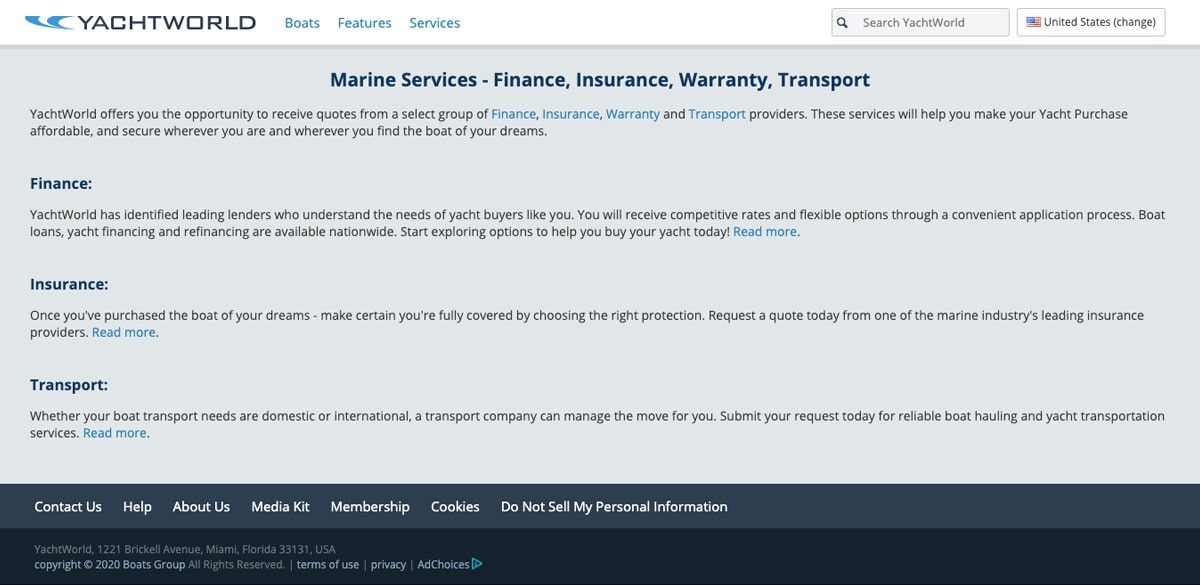 YACHTWORLD Boats Features Services Search YachtWorld United States (change)
Marine Services - Finance, Insurance, Warranty, Transport
YachtWorld offers you the opportunity to receive quotes from a select group of Finance, Insurance, Warranty and Transport providers. These services will help you make your Yacht Purchase
affordable, and secure wherever you are and wherever you find the boat of your dreams.
Finance:
YachtWorld has identified leading lenders who understand the needs of yacht buyers like you. You will receive competitive rates and flexible options through a convenient application process. Boat
loans, yacht financing and refinancing are available nationwide. Start exploring options to help you buy your yacht today! Read more.
Insurance:
Once you've purchased the boat of your dreams - make certain you're fully covered by choosing the right protection. Request a quote today from one of the marine industry's leading insurance
providers. Read more.
Transport:
Whether your boat transport needs are domestic or international, a transport company can manage the move for you. Submit your request today for reliable boat hauling and yacht transportation
services. Read more.
Contact Us Help About Us Media Kit Membership Cookies Do Not Sell My Personal Information
YachtWorld, 1221 Brickell Avenue, Miami, Florida 33131, USA
copyright © 2020 Boats Group All Rights Reserved. | terms of use | privacy | AdChoices